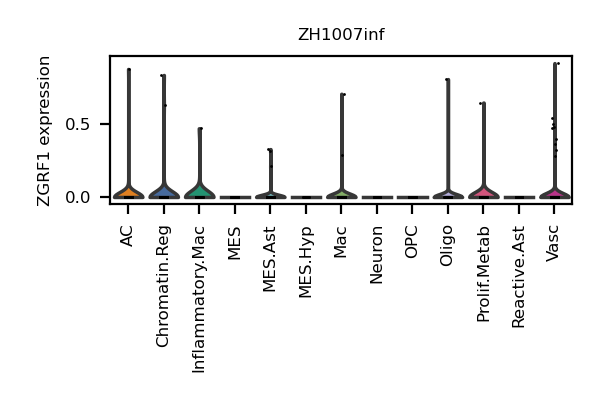 ZH1007inf
ZGRF1 expression
0.5
0.0
AC
Chromatin.Reg
Inflammatory.Mac
MES
MES.Ast
MES.Hyp
Mac
Neuron
OPC
Oligo
Prolif.Metab
Reactive.Ast
Vasc